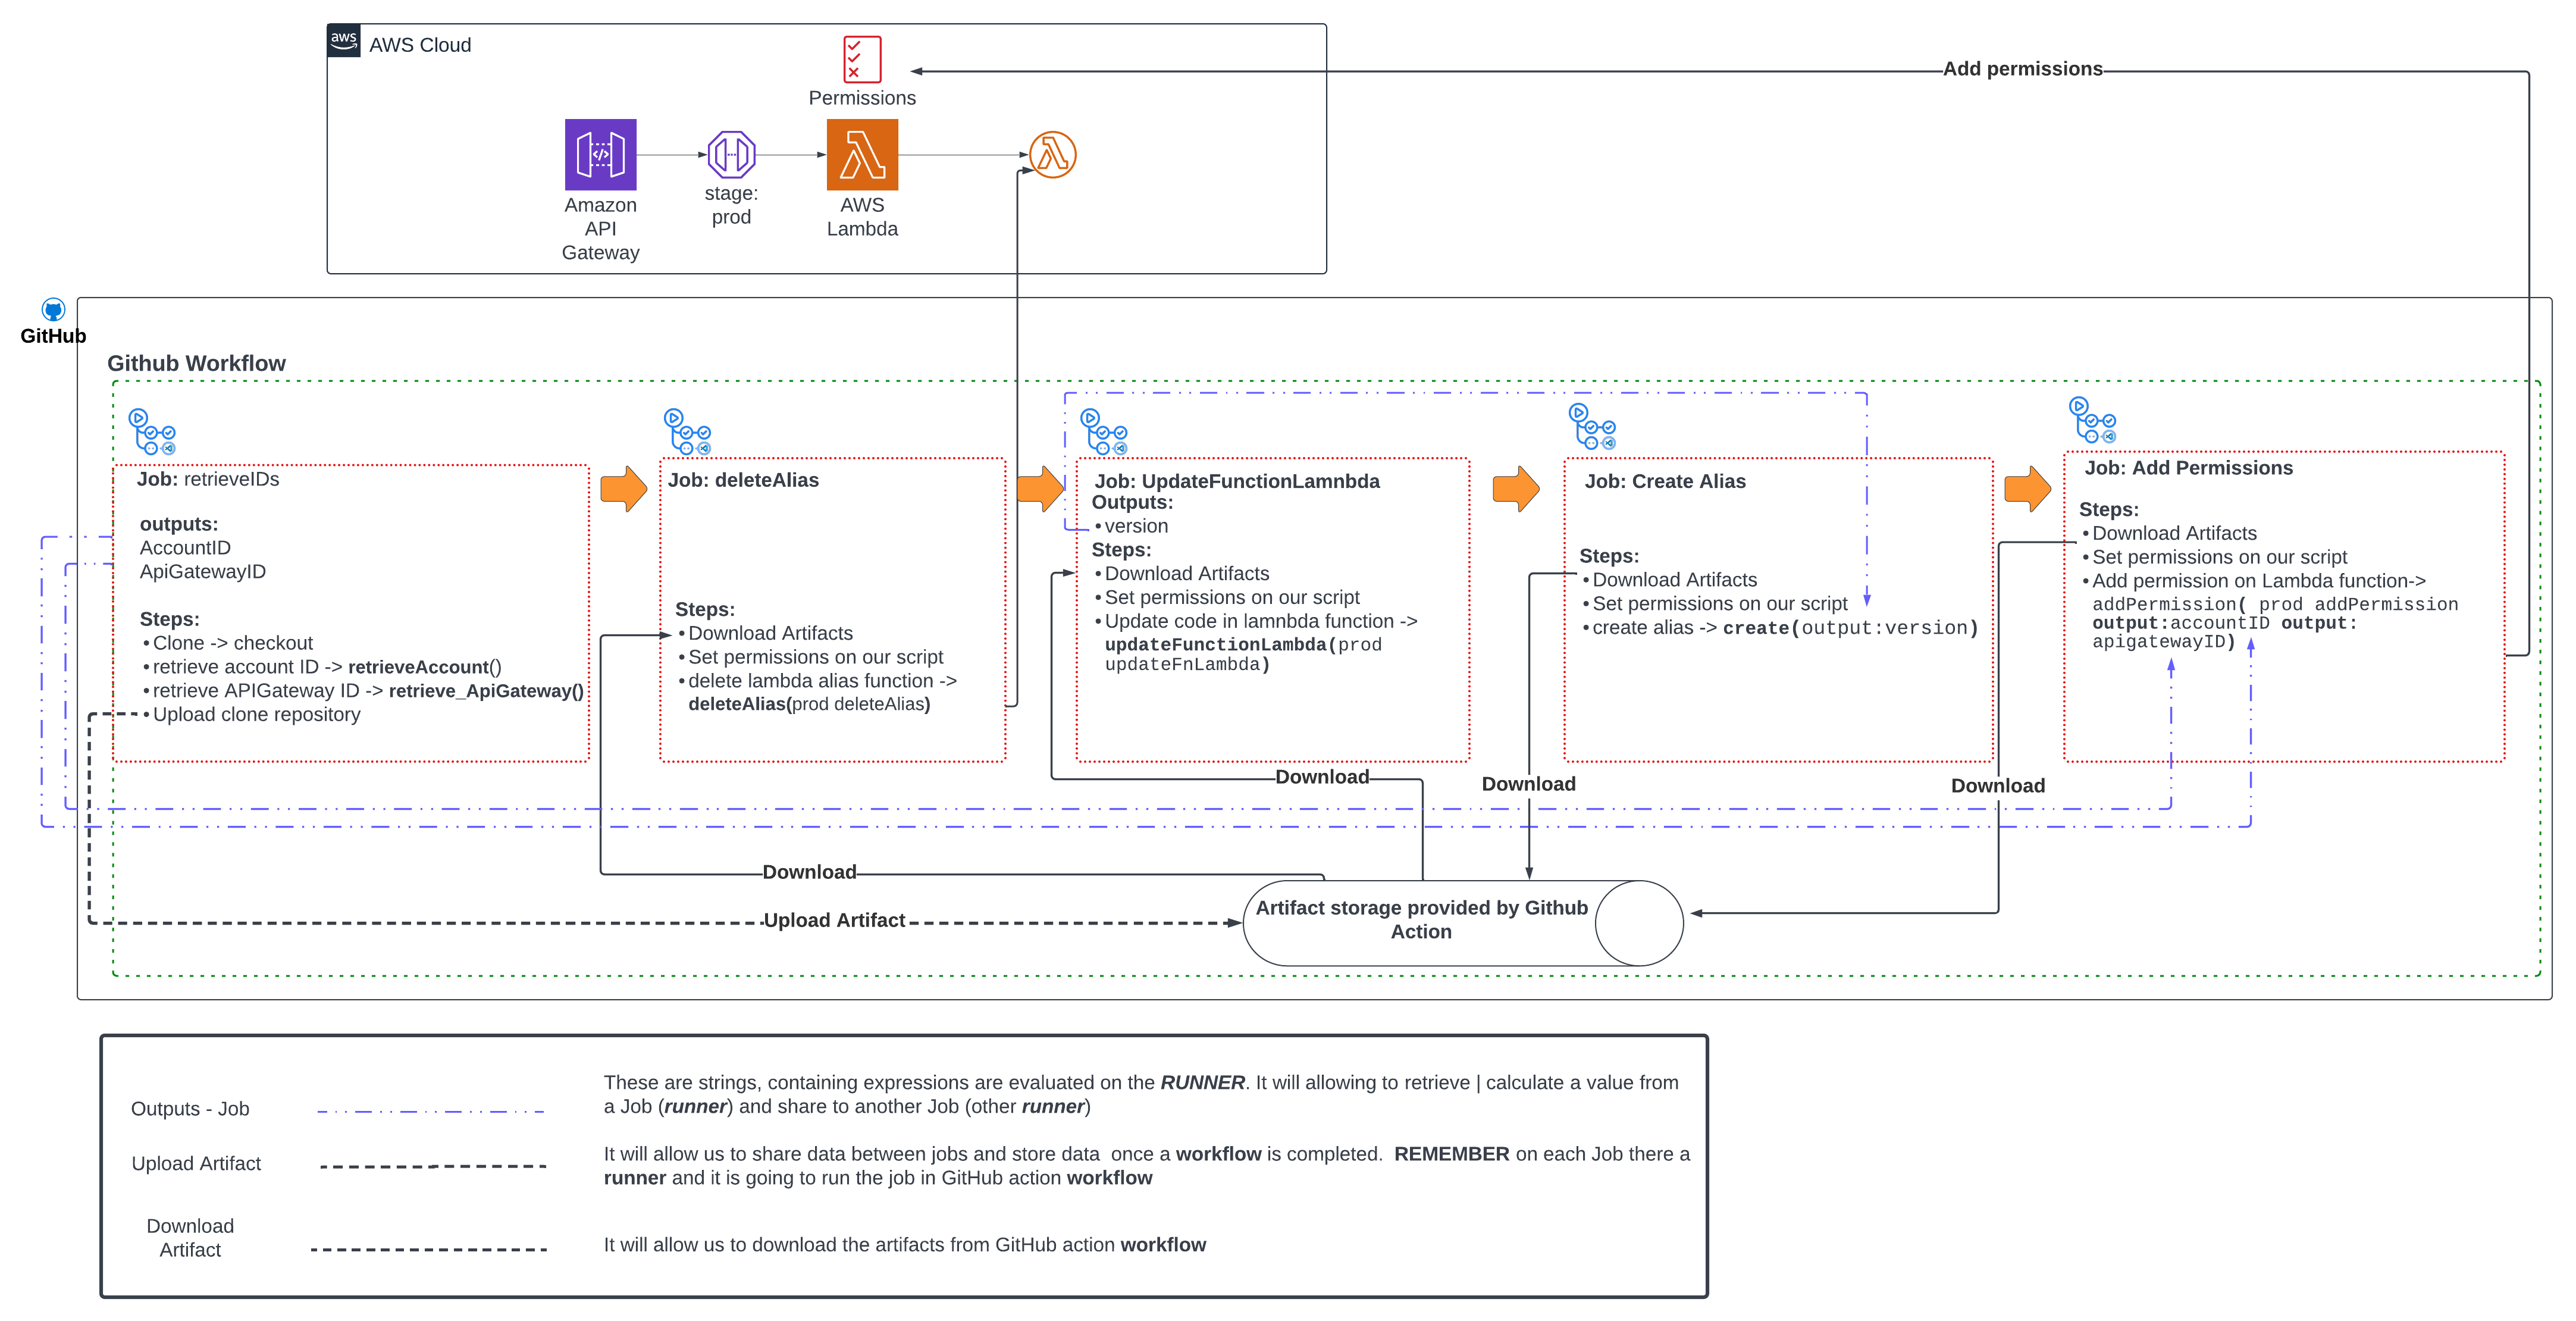 aws
AWS Cloud
Permissions
Add permissions
Amazon
API
Gateway
stage:
prod
AWS
Lambda
GitHub
Github Workflow
Job: retrieveIDs
outputs:
AccountID
ApiGatewayID
Steps:
• Clone -> checkout
• retrieve account ID -> retrieveAccount()
• retrieve APIGateway ID -> retrieve_ApiGateway()
• Upload clone repository
Job: deleteAlias
Steps:
• Download Artifacts
• Set permissions on our script
• delete lambda alias function ->
deleteAlias(prod deleteAlias)
Job: UpdateFunctionLamnbda
Outputs:
• version
Steps:
• Download Artifacts
• Set permissions on our script
• Update code in lamnbda function ->
updateFunctionLambda(prod
updateFnLambda)
Job: Create Alias
Steps:
• Download Artifacts
• Set permissions on our script
• create alias -> create(output:version)
Job: Add Permissions
Steps:
• Download Artifacts
• Set permissions on our script
• Add permission on Lambda function->
addPermission( prod addPermission
output:accountID output:
apigatewayID)
Download
Download
Download
Download
Upload Artifact
Artifact storage provided by Github
Action
Outputs - Job
These are strings, containing expressions are evaluated on the RUNNER. It will allowing to retrieve | calculate a value from
a Job (runner) and share to another Job (other runner)
Upload Artifact
It will allow us to share data between jobs and store data once a workflow is completed. REMEMBER on each Job there a
runner and it is going to run the job in GitHub action workflow
Download
Artifact
It will allow us to download the artifacts from GitHub action workflow